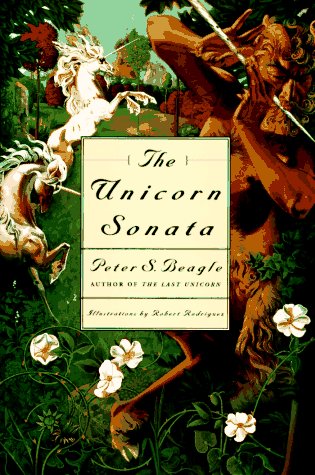 { The }
Unicorn
Sonata
Peter S. Beagle
AUTHOR OF THE LAST UNICORN
Illustrations by Robert Rodriguez